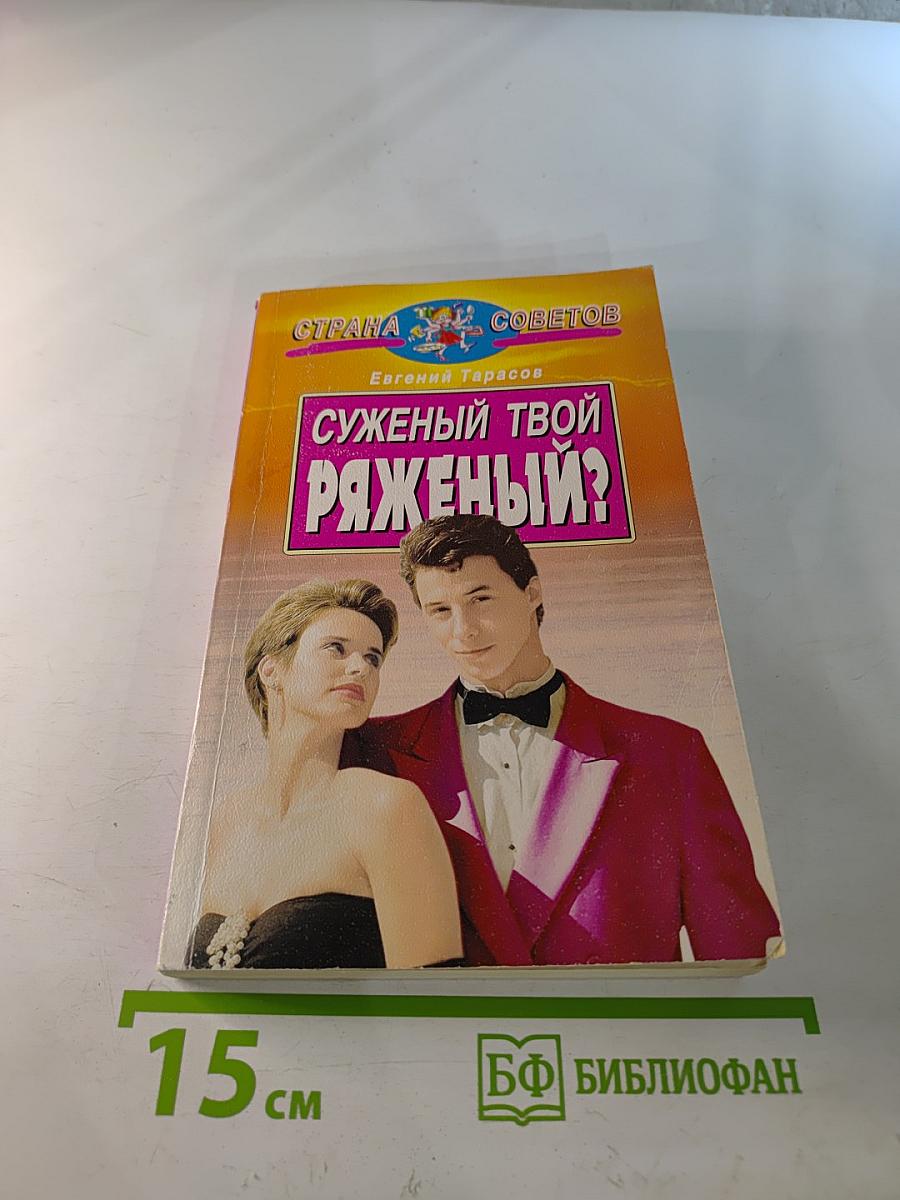 СТРАНА СОВЕТОВ
Евгений Тарасов
СУЖЕНЫЙ ТВОЙ
РЯЖЕНЫЙ?
15 см
БФ БИБЛИОФАН